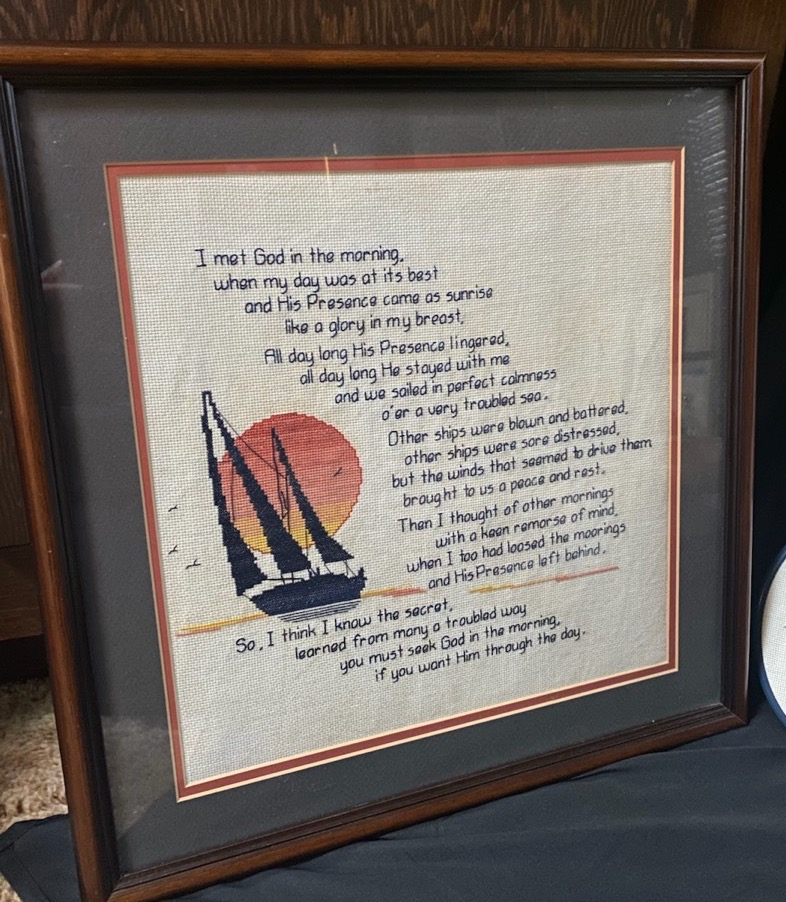 I met God in the morning,
when my day was at its best
and His Presence came as sunrise
like a glory in my breast.
All day long His Presence lingered,
all day long He stayed with me
and we sailed in perfect calmness
o'er a very troubled sea.
Other ships were blown and battered,
other ships were sore distressed,
but the winds that seemed to drive them
brought to us a peace and rest.
Then I thought of other mornings
with a keen remorse of mind,
when I too had loosed the moorings
and His Presence left behind.
So, I think I know the secret,
learned from many a troubled way
you must seek God in the morning,
if you want Him through the day.